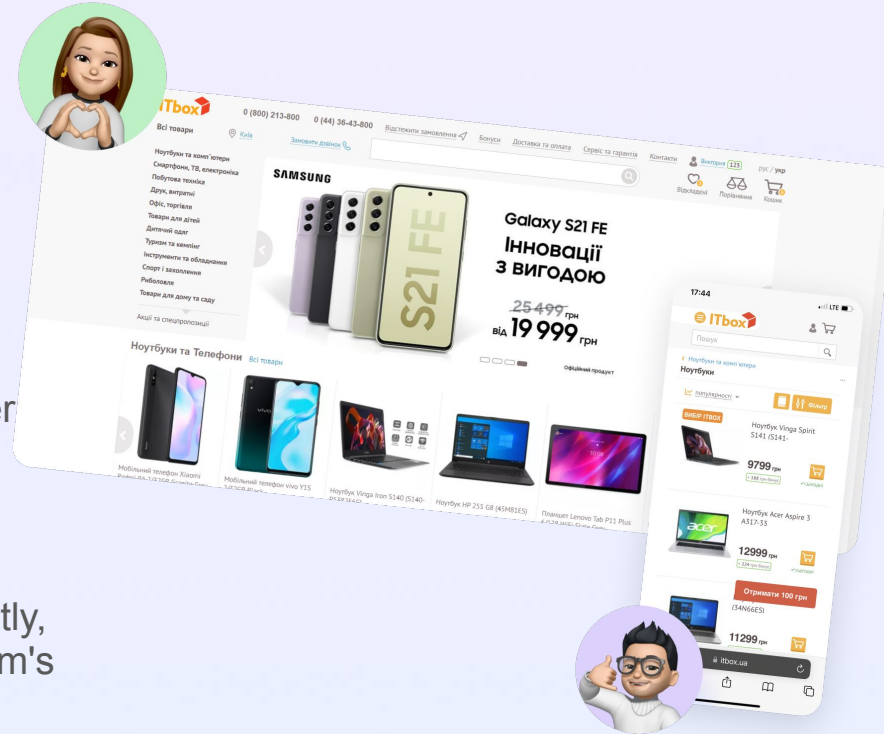 ITbox
0 (800) 213-800 0 (44) 36-43-800 Відстежити замовлення Бонуси Доставка та оплата Сервіс та гарантія Контакти Виктория 123 рус / укр
Всі товари Київ Замовити дзвінок
Відкладені Порівняння Кошик
Ноутбуки та комп'ютери
Смартфони, ТВ, електроніка
Побутова техніка
Друк, витратні
Офіс, торгівля
Товари для дітей
Дитячий одяг
Туризм та кемпінг
Інструменти та обладнання
Спорт і захоплення
Риболовля
Товари для дому та саду
Акції та спецпропозиції
SAMSUNG
S21 FE
Galaxy S21 FE
Інновації
з вигодою
25 499 грн
від 19 999 грн
Офіційний продукт
Ноутбуки та Телефони Всі товари
Мобільний телефон Xiaomi
Мобільний телефон vivo Y15
Ноутбук Vinga Iron S140 (S140-
Ноутбук HP 255 G8 (45M81ES)
Планшет Lenovo Tab P11 Plus
er
tly,
m's
17:44 LTE
ITbox
Пошук
Ноутбуки та комп'ютери
Ноутбуки
популярності Фільтр
ВИБІР ITBOX
Ноутбук Vinga Spirit
S141 (S141-
9799 грн
Ноутбук Acer Aspire 3
A317-33
acer
12999 грн
Отримати 100 грн
(34N66ES)
11299 грн
itbox.ua